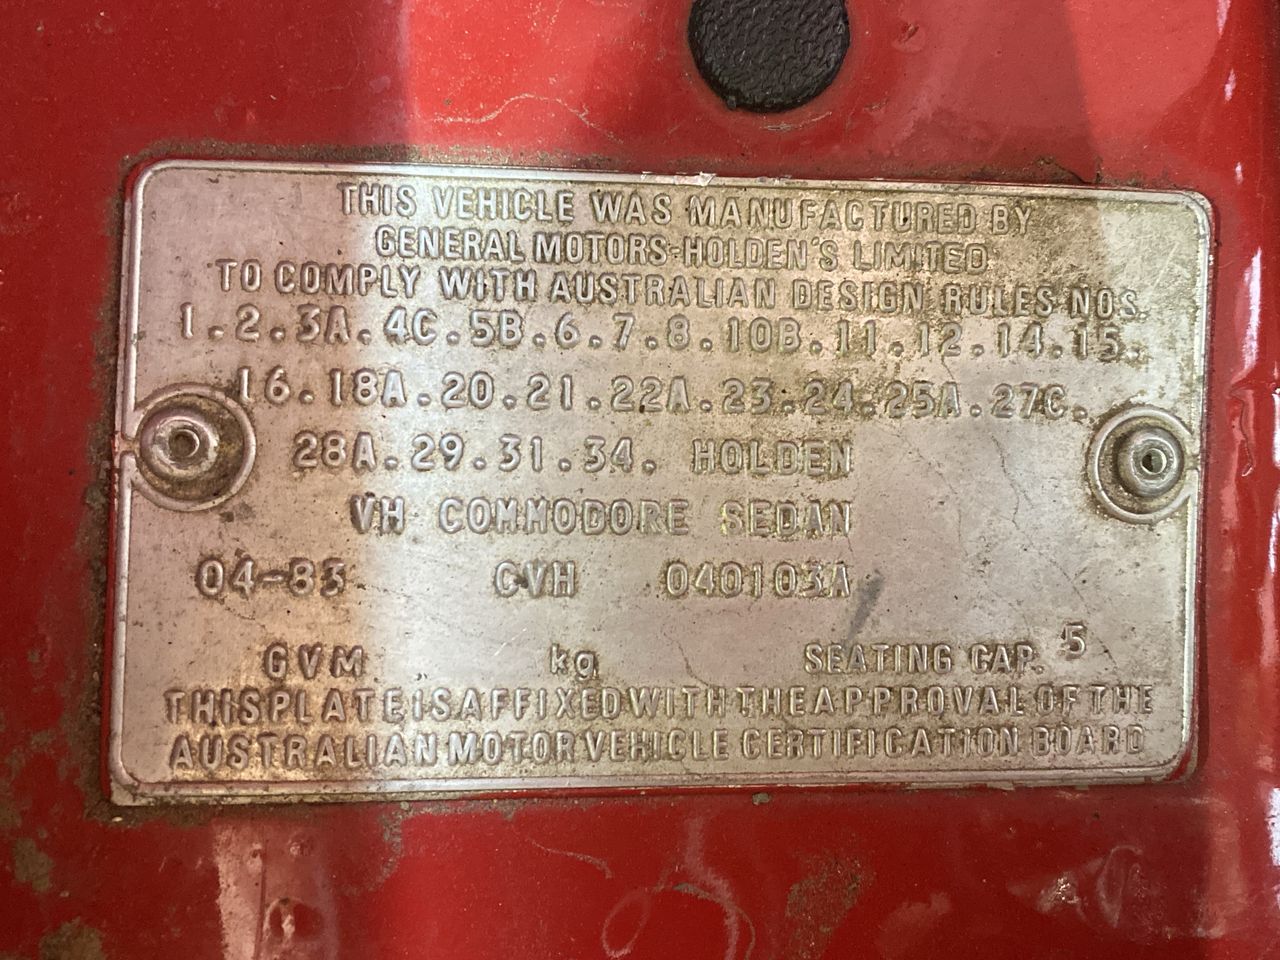 THIS VEHICLE WAS MANUFACTURED BY
GENERAL MOTORS-HOLDEN'S LIMITED
TO COMPLY WITH AUSTRALIAN DESIGN RULES NOS.
1.2.3A.4C.5B.6.7.8.10B.11.12.14.15.
16.18A.20.21.22A.23.24.25A.27C.
28A.29.31.34. HOLDEN
VH COMMODORE SEDAN
04-83 CVH 040103A
GVM kg SEATING CAP. 5
THIS PLATE IS AFFIXED WITH THE APPROVAL OF THE
AUSTRALIAN MOTOR VEHICLE CERTIFICATION BOARD